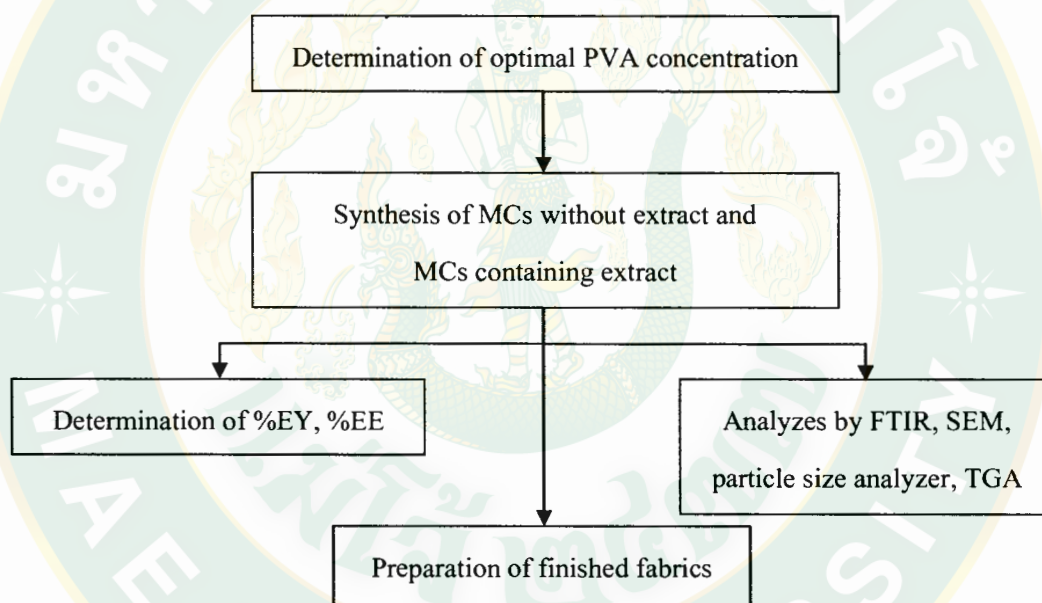 Determination of optimal PVA concentration
Synthesis of MCs without extract and
MCs containing extract
Determination of %EY, %EE
Analyzes by FTIR, SEM,
particle size analyzer, TGA
Preparation of finished fabrics
MAE